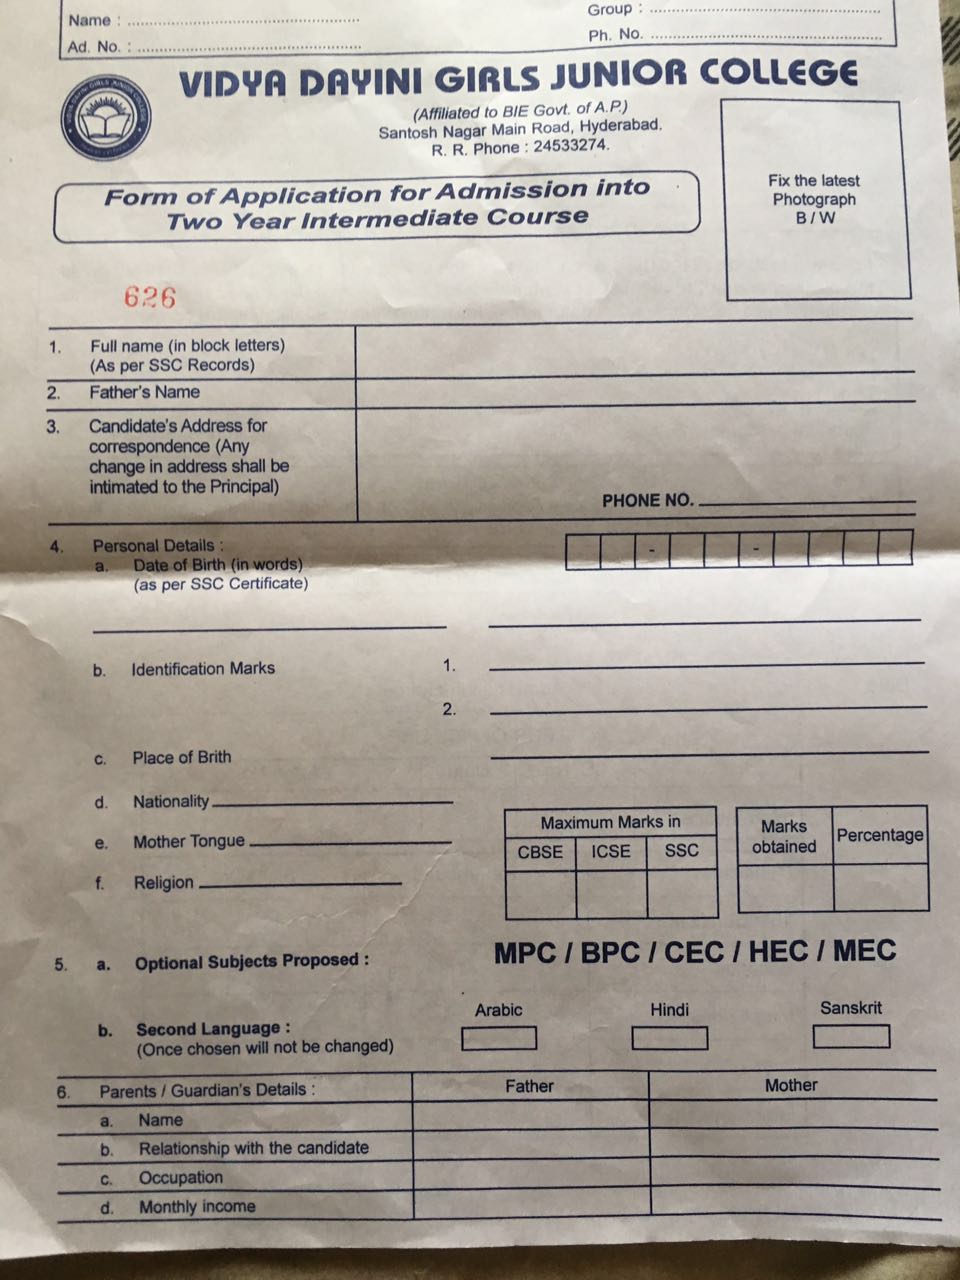 Name : ..........................................................
Group : ..........................................................
Ad. No. : ..........................................................
Ph. No. ..........................................................
VIDYA DAYINI GIRLS JUNIOR COLLEGE
(Affiliated to BIE Govt. of A.P.)
Santosh Nagar Main Road, Hyderabad.
R. R. Phone : 24533274.
Fix the latest
Photograph
B / W
Form of Application for Admission into
Two Year Intermediate Course
626
1. Full name (in block letters)
(As per SSC Records)
2. Father's Name
3. Candidate's Address for
correspondence (Any
change in address shall be
intimated to the Principal)
PHONE NO. ____________
4. Personal Details :
a. Date of Birth (in words)
(as per SSC Certificate)
- -
b. Identification Marks 1.
2.
c. Place of Brith
d. Nationality
e. Mother Tongue
f. Religion
Maximum Marks in
CBSE ICSE SSC
Marks
obtained
Percentage
5. a. Optional Subjects Proposed : MPC / BPC / CEC / HEC / MEC
b. Second Language :
(Once chosen will not be changed)
Arabic Hindi Sanskrit
6. Parents / Guardian's Details : Father Mother
a. Name
b. Relationship with the candidate
c. Occupation
d. Monthly income